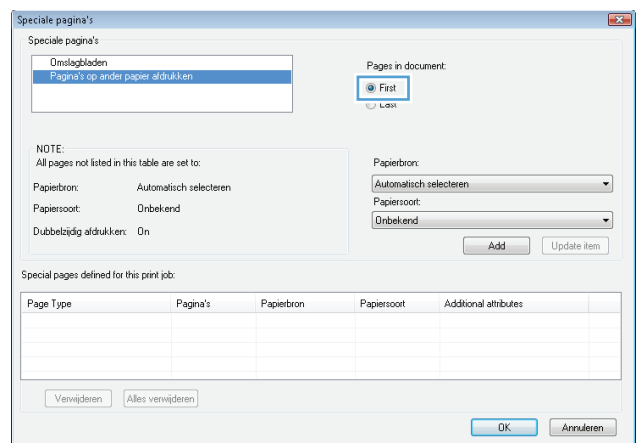 Speciale pagina's
Speciale pagina's
Omslagbladen
Pagina's op ander papier afdrukken
Pages in document:
First
Last
NOTE:
All pages not listed in this table are set to:
Papierbron: Automatisch selecteren
Papiersoort: Onbekend
Dubbelzijdig afdrukken: On
Papierbron:
Automatisch selecteren
Papiersoort:
Onbekend
Add Update item
Special pages defined for this print job:
Page Type Pagina's Papierbron Papiersoort Additional attributes
Verwijderen Alles verwijderen
OK Annuleren